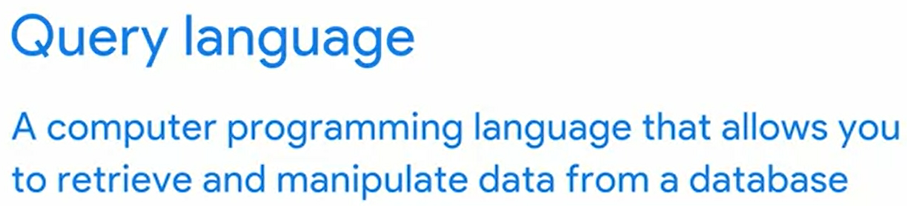 Query language
A computer programming language that allows you
to retrieve and manipulate data from a database